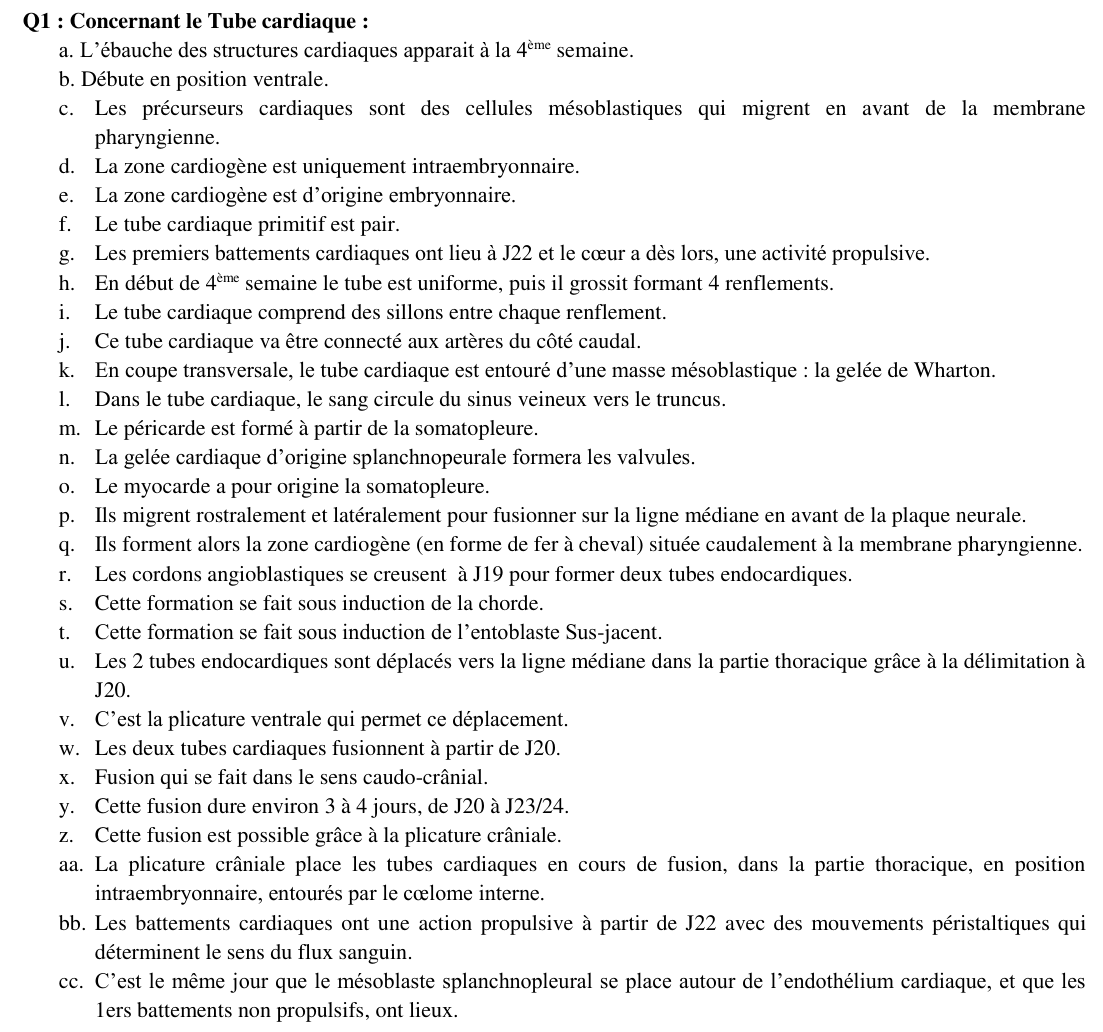 Q1 : Concernant le Tube cardiaque :
a. L’ébauche des structures cardiaques apparait à la 4ème semaine.
b. Débute en position ventrale.
c. Les précurseurs cardiaques sont des cellules mésoblastiques qui migrent en avant de la membrane
pharyngienne.
d. La zone cardiogène est uniquement intraembryonnaire.
e. La zone cardiogène est d’origine embryonnaire.
f. Le tube cardiaque primitif est pair.
g. Les premiers battements cardiaques ont lieu à J22 et le cœur a dès lors, une activité propulsive.
h. En début de 4ème semaine le tube est uniforme, puis il grossit formant 4 renflements.
i. Le tube cardiaque comprend des sillons entre chaque renflement.
j. Ce tube cardiaque va être connecté aux artères du côté caudal.
k. En coupe transversale, le tube cardiaque est entouré d’une masse mésoblastique : la gelée de Wharton.
l. Dans le tube cardiaque, le sang circule du sinus veineux vers le truncus.
m. Le péricarde est formé à partir de la somatopleure.
n. La gelée cardiaque d’origine splanchnopeurale formera les valvules.
o. Le myocarde a pour origine la somatopleure.
p. Ils migrent rostralement et latéralement pour fusionner sur la ligne médiane en avant de la plaque neurale.
q. Ils forment alors la zone cardiogène (en forme de fer à cheval) située caudalement à la membrane pharyngienne.
r. Les cordons angioblastiques se creusent à J19 pour former deux tubes endocardiques.
s. Cette formation se fait sous induction de la chorde.
t. Cette formation se fait sous induction de l’entoblaste Sus-jacent.
u. Les 2 tubes endocardiques sont déplacés vers la ligne médiane dans la partie thoracique grâce à la délimitation à
J20.
v. C’est la plicature ventrale qui permet ce déplacement.
w. Les deux tubes cardiaques fusionnent à partir de J20.
x. Fusion qui se fait dans le sens caudo-crânial.
y. Cette fusion dure environ 3 à 4 jours, de J20 à J23/24.
z. Cette fusion est possible grâce à la plicature crâniale.
aa. La plicature crâniale place les tubes cardiaques en cours de fusion, dans la partie thoracique, en position
intraembryonnaire, entourés par le cœlome interne.
bb. Les battements cardiaques ont une action propulsive à partir de J22 avec des mouvements péristaltiques qui
déterminent le sens du flux sanguin.
cc. C’est le même jour que le mésoblaste splanchnopleural se place autour de l’endothélium cardiaque, et que les
1ers battements non propulsifs, ont lieux.